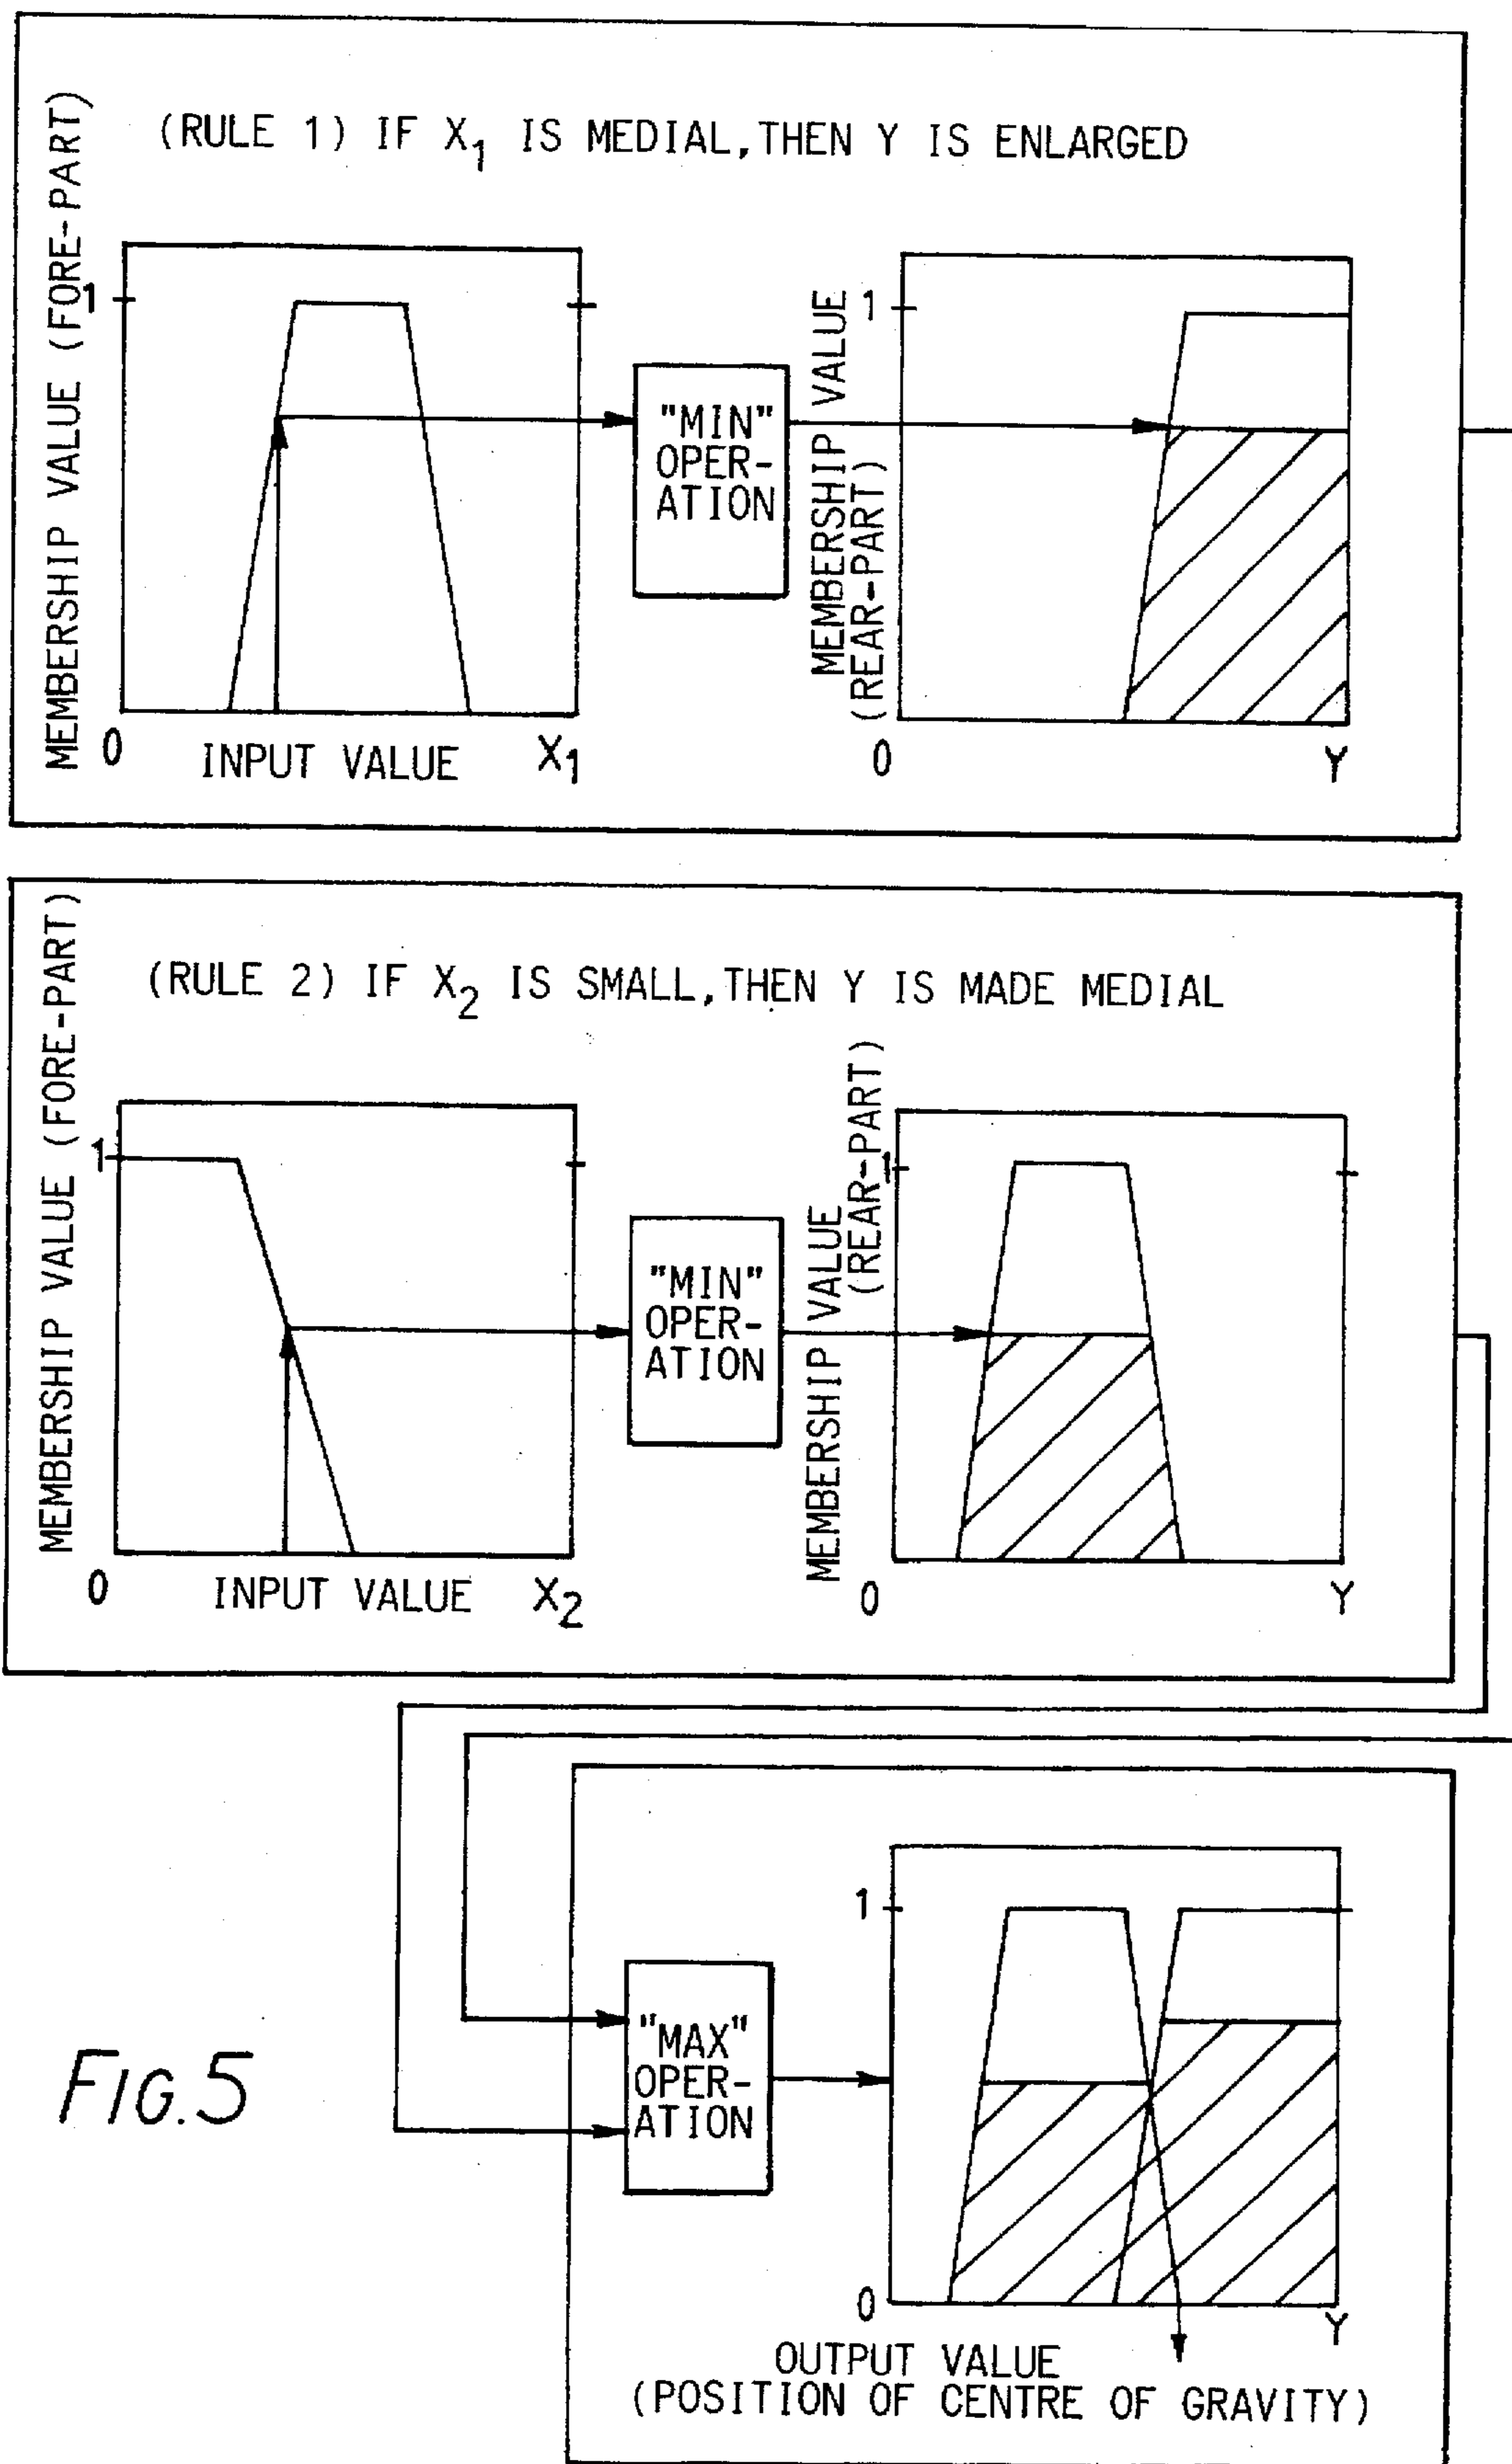 (RULE 1) IF X1 IS MEDIAL, THEN Y IS ENLARGED
MEMBERSHIP VALUE (FORE-PART)
1
0
INPUT VALUE
X1
"MIN"
OPER-
ATION
MEMBERSHIP VALUE
(REAR-PART)
1
0
Y
(RULE 2) IF X2 IS SMALL, THEN Y IS MADE MEDIAL
MEMBERSHIP VALUE (FORE-PART)
1
0
INPUT VALUE
X2
"MIN"
OPER-
ATION
MEMBERSHIP VALUE
(REAR-PART)
1
0
Y
"MAX"
OPER-
ATION
1
0
Y
OUTPUT VALUE
(POSITION OF CENTRE OF GRAVITY)
FIG.5